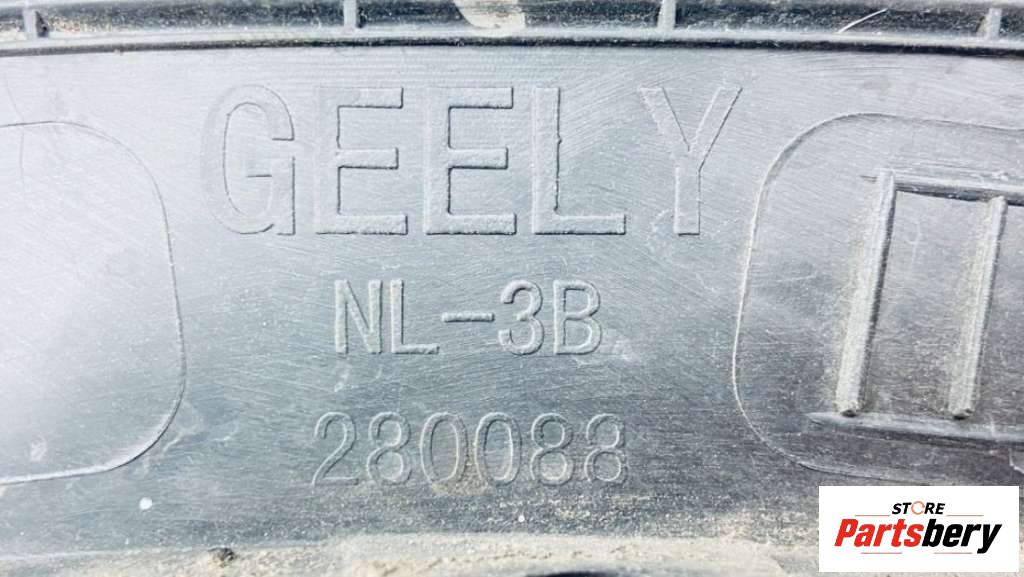 GEELY
NL-3B
280088
STORE
Partsbery